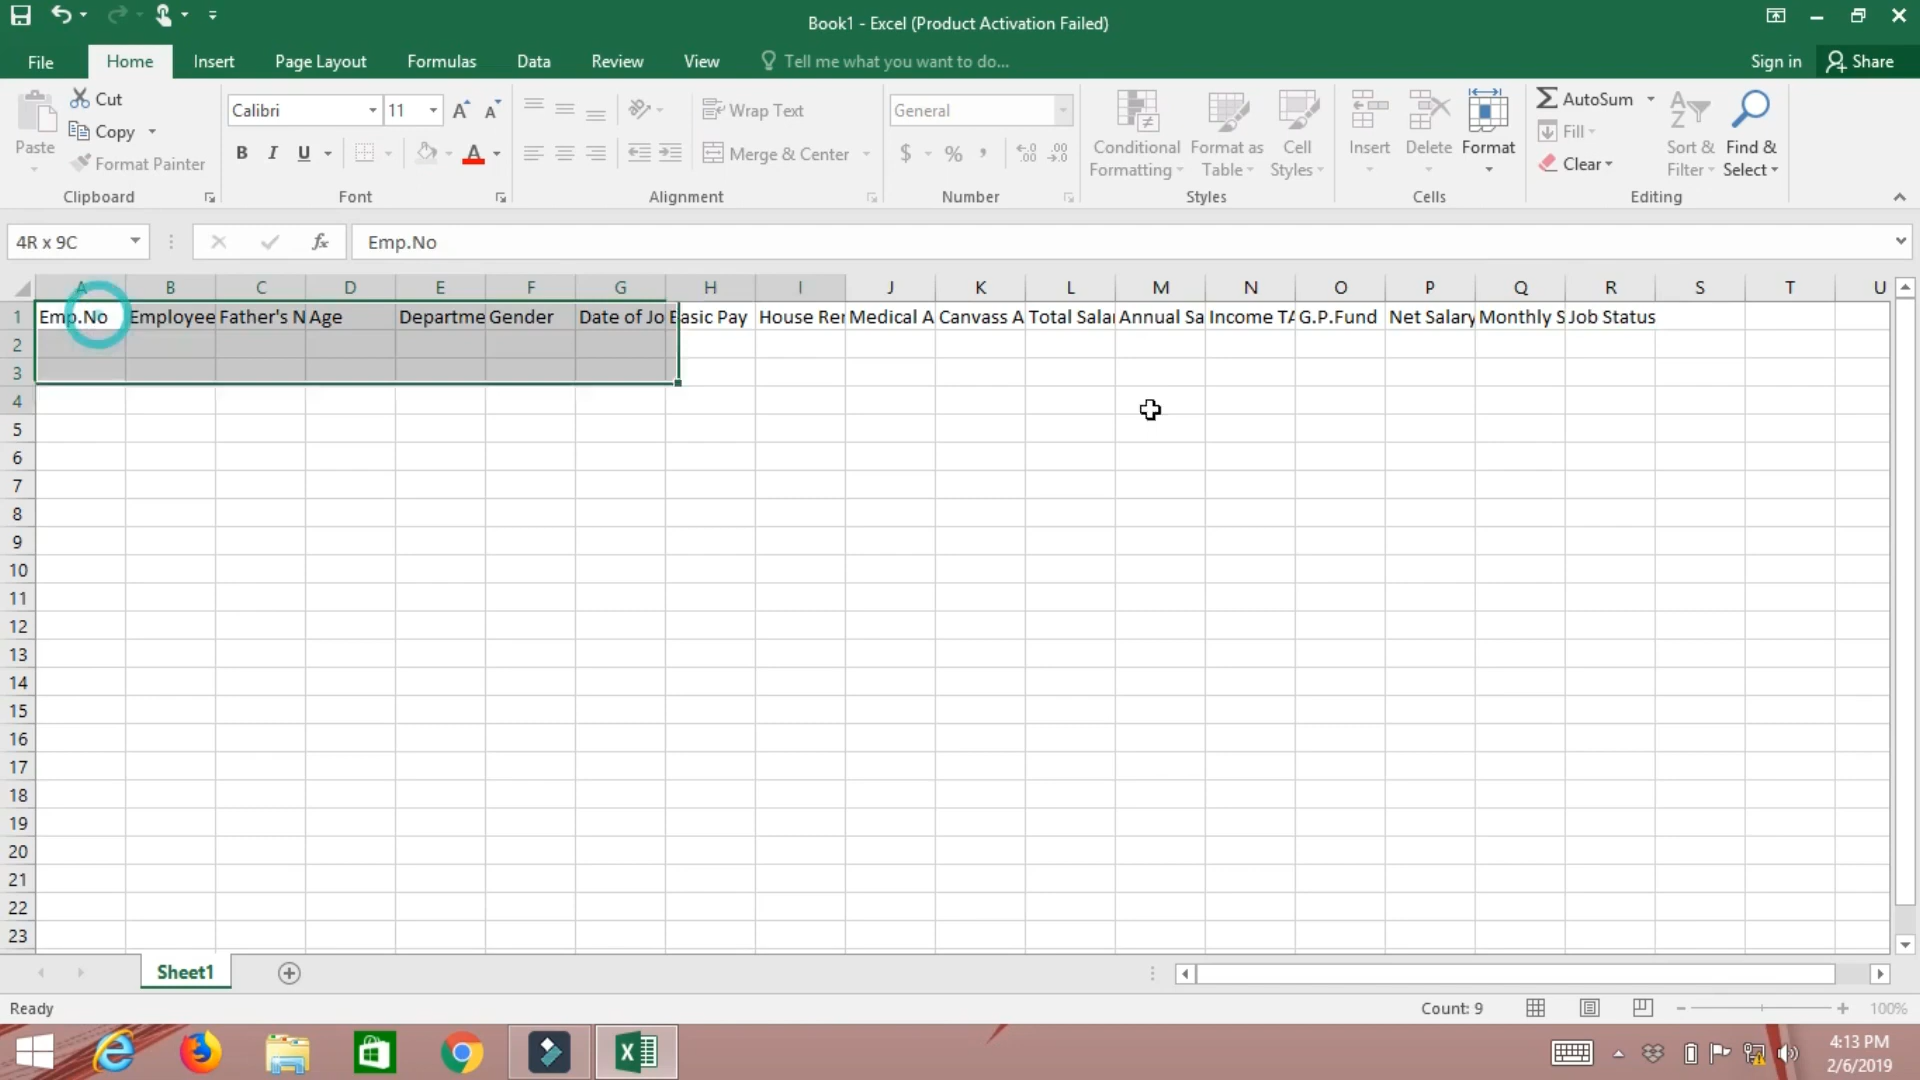 Book1 - Excel (Product Activation Failed)
File Home Insert Page Layout Formulas Data Review View Tell me what you want to do... Sign in Share
Paste
Cut
Copy
Format Painter
Clipboard
Calibri 11
B I U A
Font
Wrap Text
Merge & Center
Alignment
General
$ % ,
Number
Conditional Formatting
Format as Table
Cell Styles
Styles
Insert Delete Format
Cells
AutoSum
Fill
Clear
Sort & Filter
Find & Select
Editing
4R x 9C fx Emp.No
A B C D E F G H I J K L M N O P Q R S T U
1 Emp.No Employee Father's N Age Departme Gender Date of Jo Basic Pay House Rer Medical A Canvass A Total Salar Annual Sa Income TA G.P.Fund Net Salary Monthly S Job Status
2
3
4
5
6
7
8
9
10
11
12
13
14
15
16
17
18
19
20
21
22
23
Sheet1
Ready Count: 9 100%
4:13 PM
2/6/2019